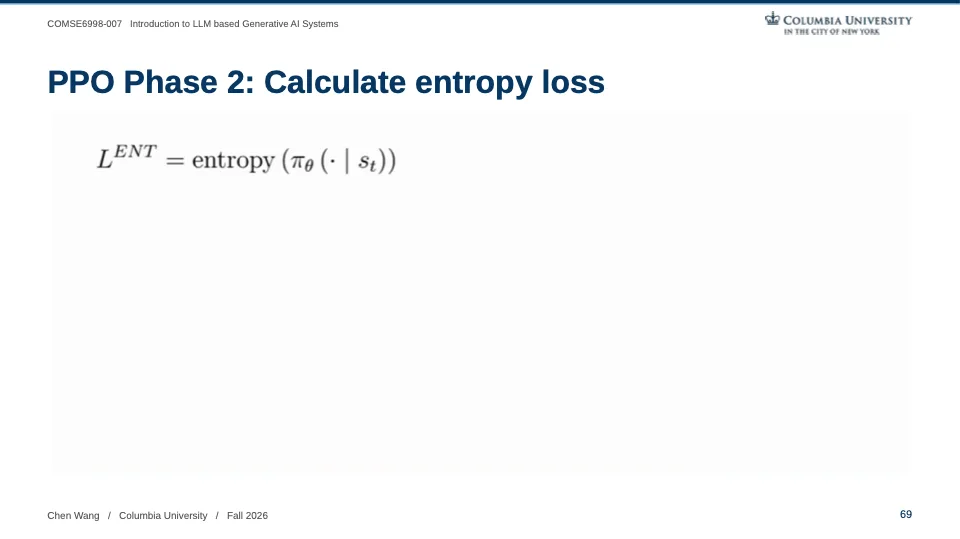 COMSE6998-007 Introduction to LLM based Generative AI Systems
COLUMBIA UNIVERSITY
IN THE CITY OF NEW YORK
PPO Phase 2: Calculate entropy loss
L^{ENT} = entropy (π_θ (· | s_t))
Chen Wang / Columbia University / Fall 2026
69